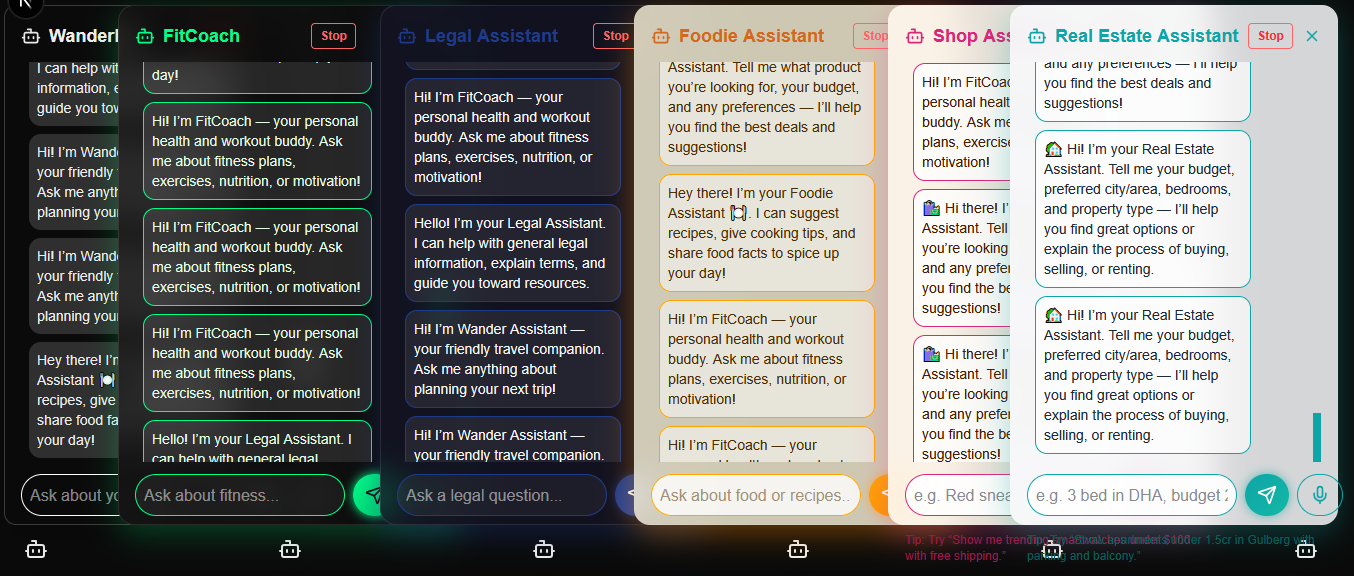 Wanderl
I can help wit
information, e
guide you tow
Hi! I'm Wande
your friendly
Ask me anyth
planning your
Hi! I'm Wande
your friendly
Ask me anyth
planning your
Hey there! I'm
Assistant 🍽️
recipes, give
share food fa
your day!
Ask about yo
FitCoach
Stop
day!
Hi! I'm FitCoach — your personal
health and workout buddy. Ask
me about fitness plans,
exercises, nutrition, or motivation!
Hi! I'm FitCoach — your personal
health and workout buddy. Ask
me about fitness plans,
exercises, nutrition, or motivation!
Hi! I'm FitCoach — your personal
health and workout buddy. Ask
me about fitness plans,
exercises, nutrition, or motivation!
Hello! I'm your Legal Assistant. I
can help with general legal
Ask about fitness...
Legal Assistant
Stop
Hi! I'm FitCoach — your
personal health and workout
buddy. Ask me about fitness
plans, exercises, nutrition, or
motivation!
Hello! I'm your Legal Assistant.
I can help with general legal
information, explain terms, and
guide you toward resources.
Hi! I'm Wander Assistant —
your friendly travel companion.
Ask me anything about
planning your next trip!
Hi! I'm Wander Assistant —
your friendly travel companion.
Ask a legal question...
Foodie Assistant
Stop
Assistant. Tell me what product
you're looking for, your budget,
and any preferences — I'll help
you find the best deals and
suggestions!
Hey there! I'm your Foodie
Assistant 🍽️. I can suggest
recipes, give cooking tips, and
share food facts to spice up
your day!
Hi! I'm FitCoach — your
personal health and workout
buddy. Ask me about fitness
plans, exercises, nutrition, or
motivation!
Hi! I'm FitCoach — your
Ask about food or recipes..
Shop Ass
Hi! I'm FitCoac
personal healt
buddy. Ask me
plans, exercise
motivation!
🛍️ Hi there! I'
Assistant. Tell
you're looking
and any prefer
you find the be
suggestions!
🛍️ Hi there! I'
Assistant. Tell
you're looking
and any prefer
you find the be
suggestions!
e.g. Red snea
Tip: Try "Show me trending smartwatches under $100
with free shipping."
Real Estate Assistant
Stop
and any preferences — I'll help
you find the best deals and
suggestions!
🏡 Hi! I'm your Real Estate
Assistant. Tell me your budget,
preferred city/area, bedrooms,
and property type — I'll help
you find great options or
explain the process of buying,
selling, or renting.
🏡 Hi! I'm your Real Estate
Assistant. Tell me your budget,
preferred city/area, bedrooms,
and property type — I'll help
you find great options or
explain the process of buying,
selling, or renting.
e.g. 3 bed in DHA, budget 2
under 1.5cr in Gulberg with
parking and balcony."